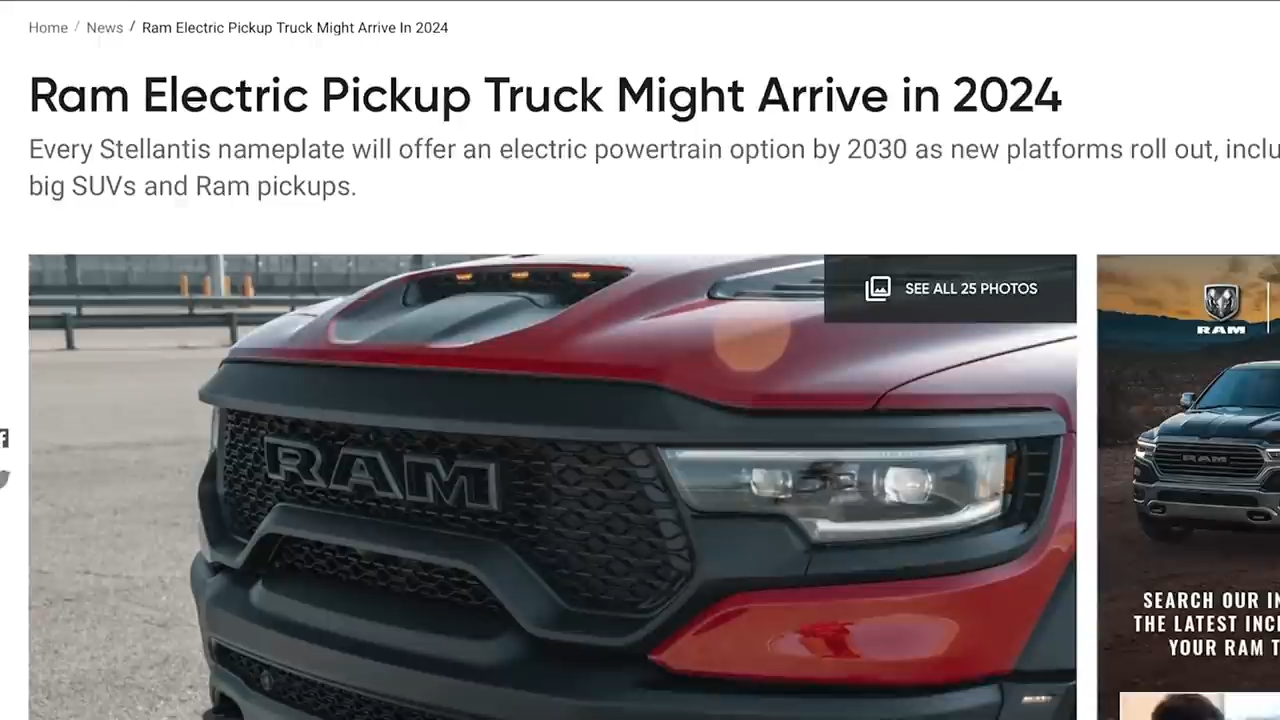 Home / News / Ram Electric Pickup Truck Might Arrive In 2024
Ram Electric Pickup Truck Might Arrive in 2024
Every Stellantis nameplate will offer an electric powertrain option by 2030 as new platforms roll out, inclu
big SUVs and Ram pickups.
SEE ALL 25 PHOTOS
RAM
RAM
RAM
SEARCH OUR IN
THE LATEST INCE
YOUR RAM T